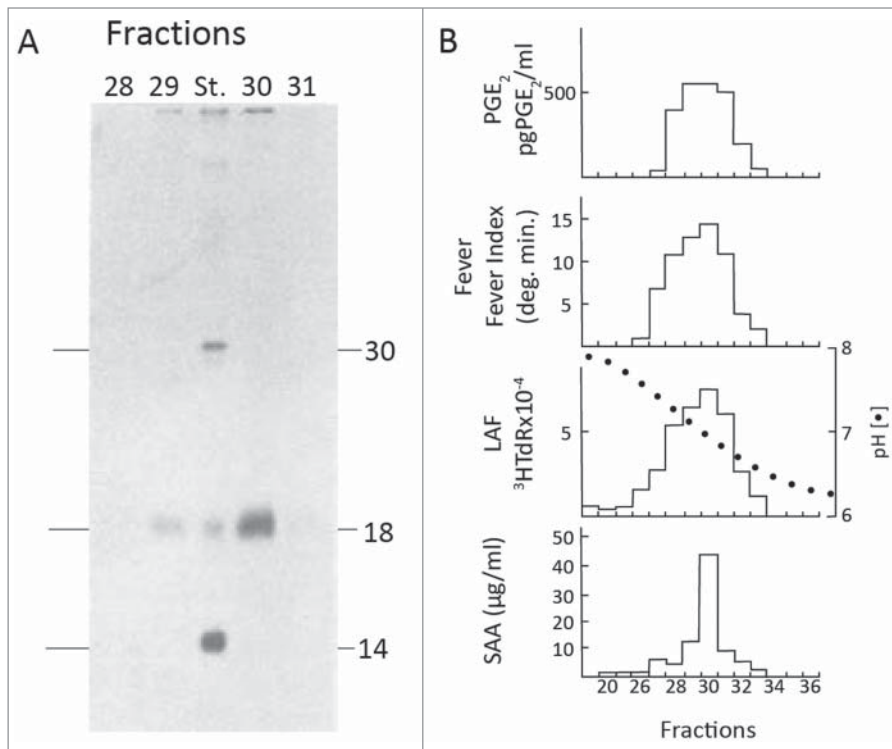 A
Fractions
28 29 St. 30 31
30
18
14
B
PGE₂
pgPGE₂/ml
500
Fever
Fever Index
(deg. min.)
15
10
5
LAF
³HTdRx10⁻⁴
5
8
7
6
pH [•]
SAA (µg/ml)
50
40
30
20
10
20 26 28 30 32 34 36
Fractions